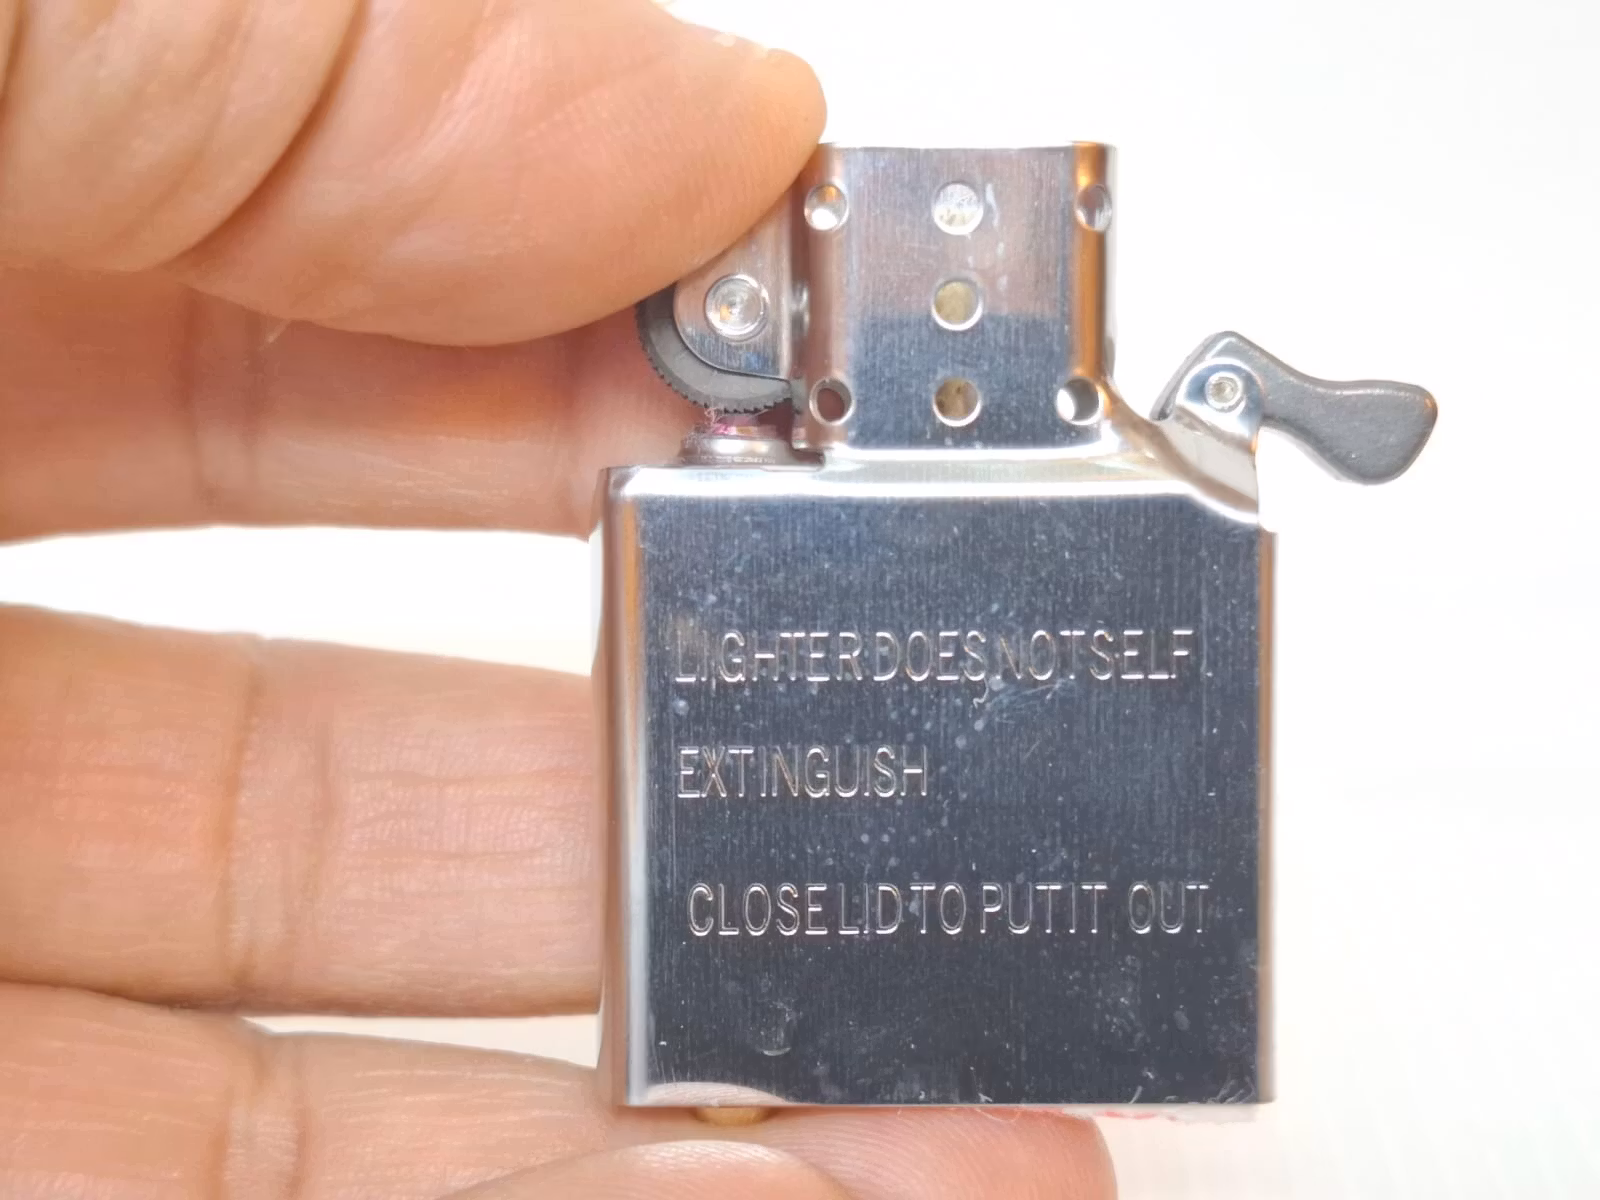 LIGHTER DOES NOT SELF
EXTINGUISH
CLOSE LID TO PUT IT OUT